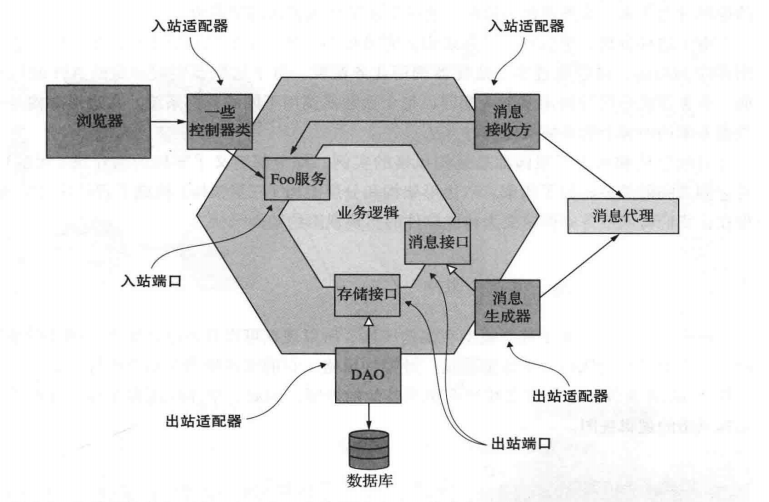 入站适配器
入站适配器
浏览器
一些
控制器类
消息
接收方
Foo服务
业务逻辑
消息代理
消息接口
入站端口
存储接口
消息
生成器
DAO
出站适配器
出站适配器
出站端口
数据库